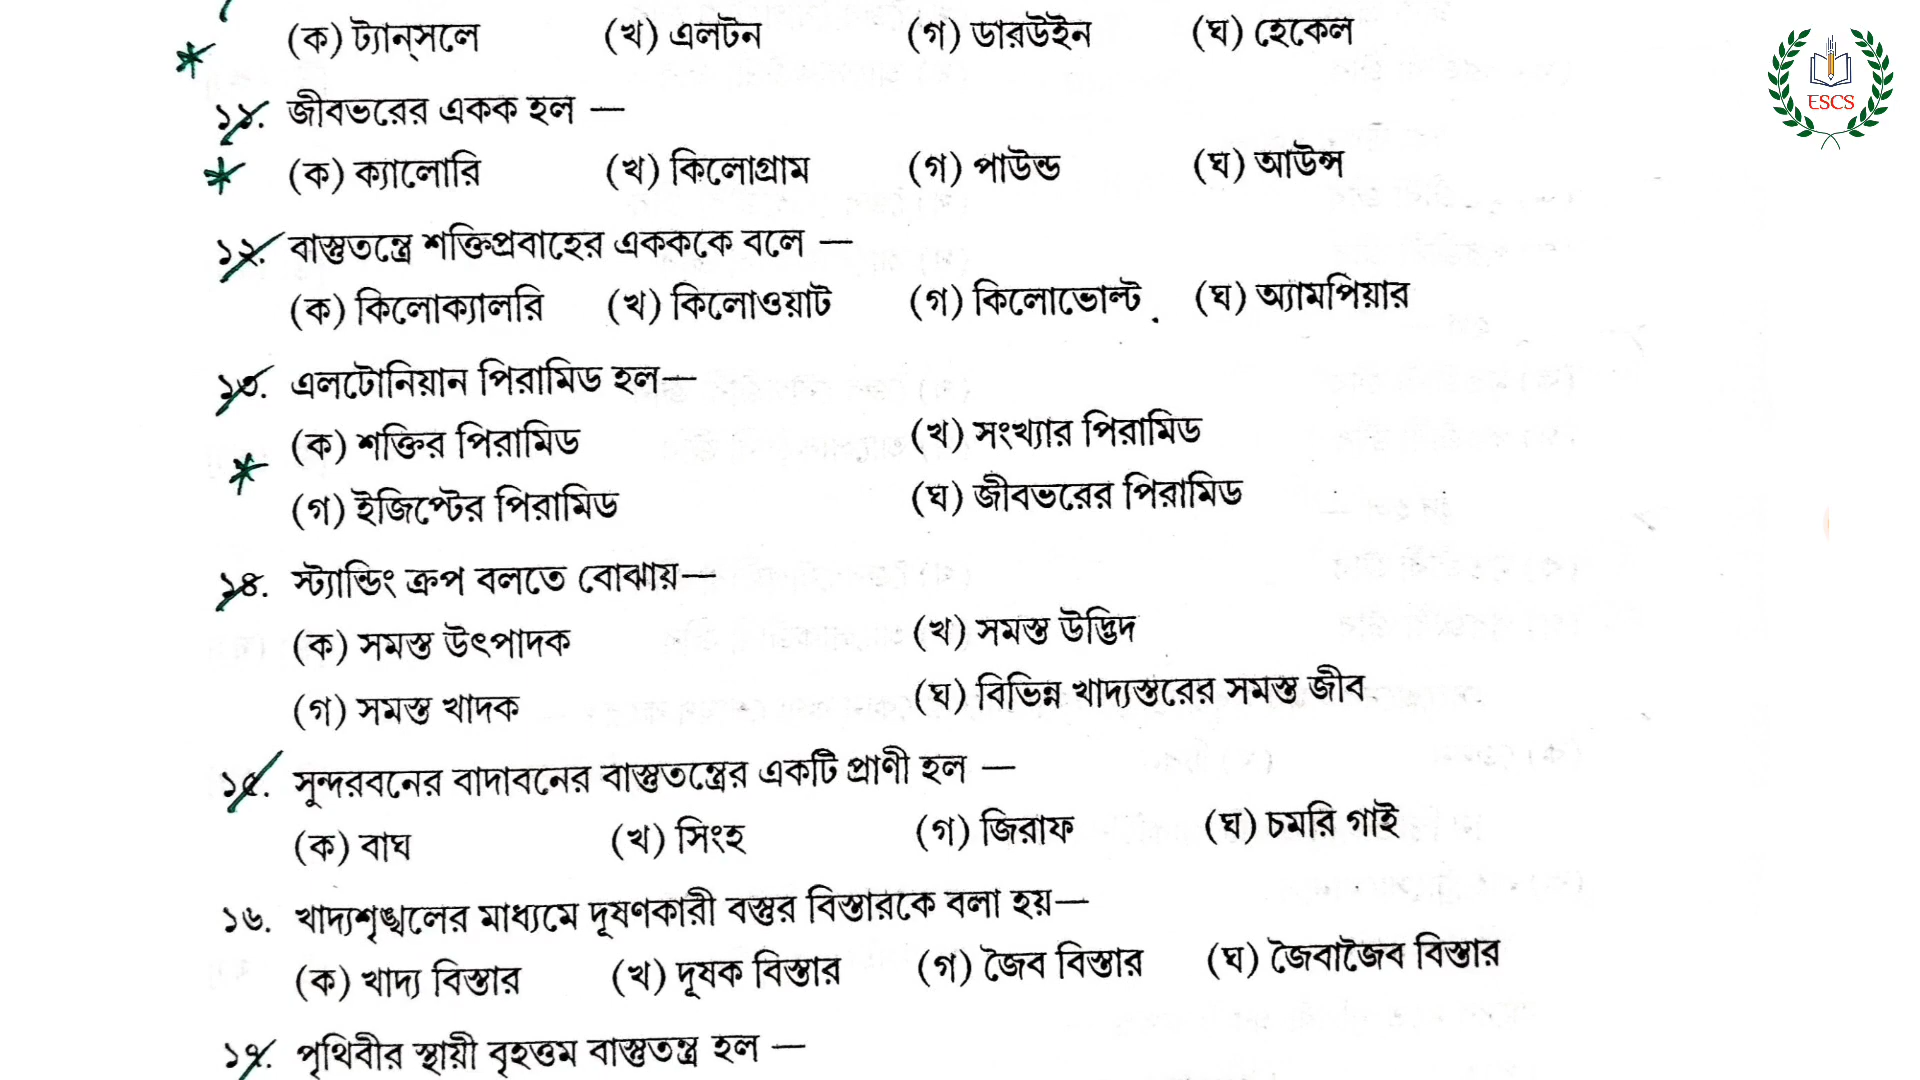 (ক) ট্যান্‌সলে (খ) এলটন (গ) ডারউইন (ঘ) হেকেল
ESCS
১১. জীবভরের একক হল —
(ক) ক্যালোরি (খ) কিলোগ্রাম (গ) পাউন্ড (ঘ) আউন্স
১২. বাস্তুতন্ত্রে শক্তিপ্রবাহের একককে বলে —
(ক) কিলোক্যালরি (খ) কিলোওয়াট (গ) কিলোভোল্ট (ঘ) অ্যামপিয়ার
১৩. এলটোনিয়ান পিরামিড হল—
(ক) শক্তির পিরামিড (খ) সংখ্যার পিরামিড
(গ) ইজিপ্টের পিরামিড (ঘ) জীবভরের পিরামিড
১৪. স্ট্যান্ডিং ক্রপ বলতে বোঝায়—
(ক) সমস্ত উৎপাদক (খ) সমস্ত উদ্ভিদ
(গ) সমস্ত খাদক (ঘ) বিভিন্ন খাদ্যস্তরের সমস্ত জীব
১৫. সুন্দরবনের বাদাবনের বাস্তুতন্ত্রের একটি প্রাণী হল —
(ক) বাঘ (খ) সিংহ (গ) জিরাফ (ঘ) চমরি গাই
১৬. খাদ্যশৃঙ্খলের মাধ্যমে দূষণকারী বস্তুর বিস্তারকে বলা হয়—
(ক) খাদ্য বিস্তার (খ) দূষক বিস্তার (গ) জৈব বিস্তার (ঘ) জৈবাজৈব বিস্তার
১৭. পৃথিবীর স্থায়ী বৃহত্তম বাস্তুতন্ত্র হল —